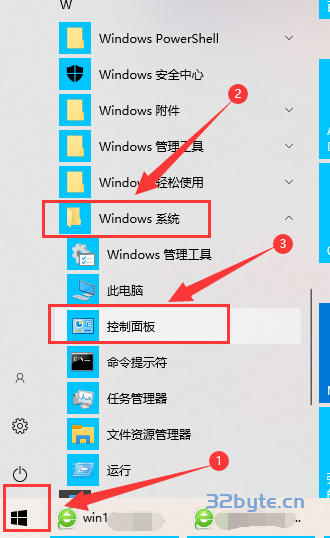 W
Windows PowerShell
Windows 安全中心
2
Windows 附件
Windows 管理工具
Windows 轻松使用
Windows 系统
3
Windows 管理工具
此电脑
控制面板
命令提示符
任务管理器
文件资源管理器
运行
1
32byte.cn